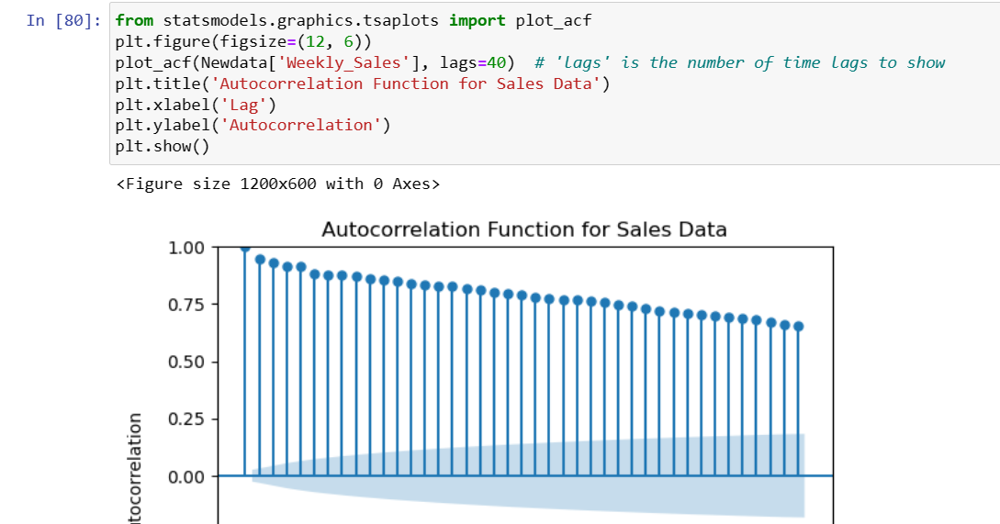 In [80]: from statsmodels.graphics.tsaplots import plot_acf
plt.figure(figsize=(12, 6))
plot_acf(Newdata['Weekly_Sales'], lags=40)  # 'lags' is the number of time lags to show
plt.title('Autocorrelation Function for Sales Data')
plt.xlabel('Lag')
plt.ylabel('Autocorrelation')
plt.show()
<Figure size 1200x600 with 0 Axes>
Autocorrelation Function for Sales Data
1.00
0.75
0.50
0.25
0.00